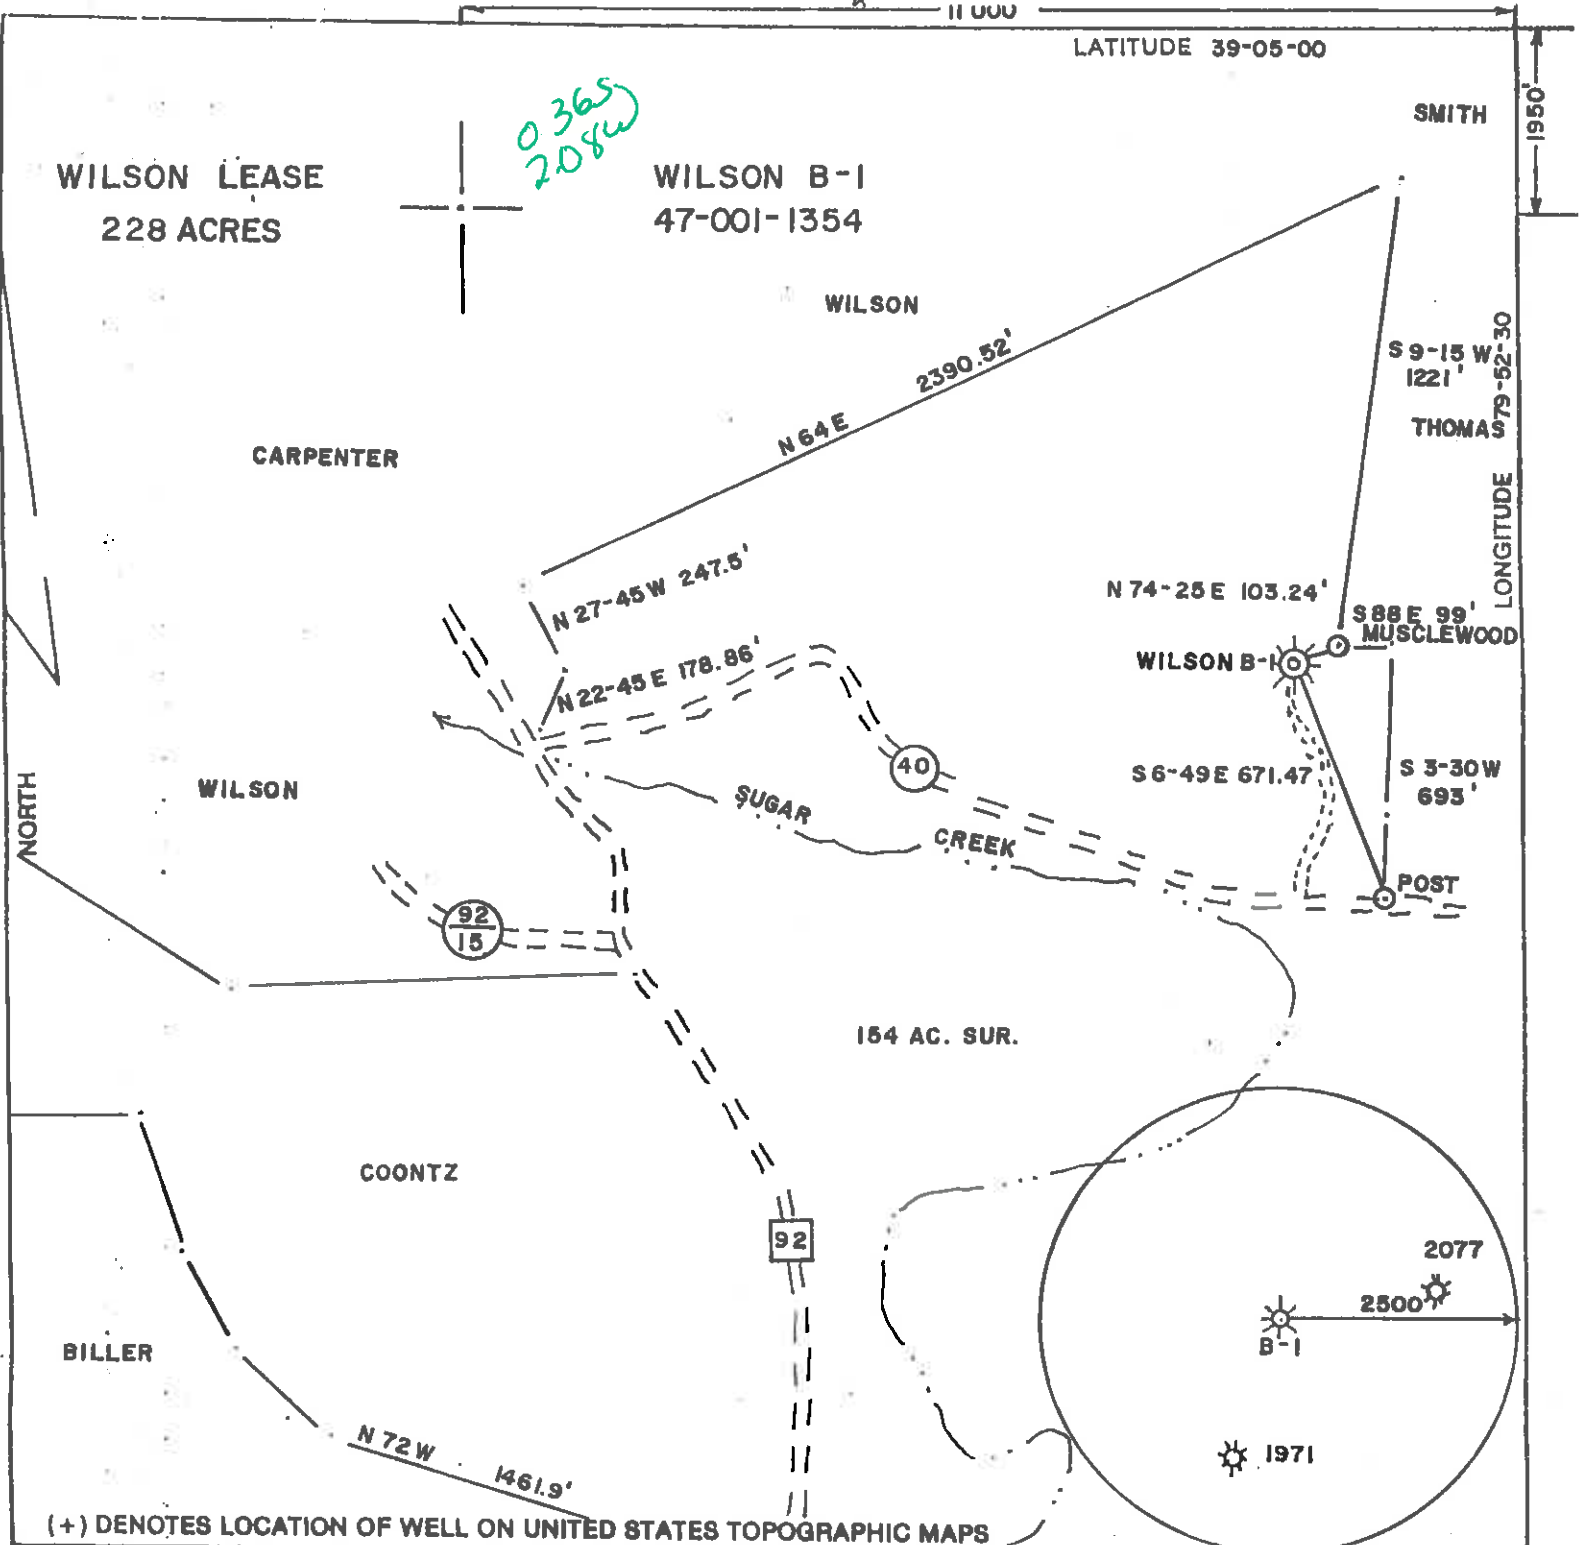 11000
LATITUDE 39-05-00
1950'
SMITH
0 36S
2.08W
WILSON LEASE
228 ACRES
WILSON B-1
47-001-1354
WILSON
2390.52'
N 64 E
S 9-15 W
1221'
THOMAS
LONGITUDE 79-52-30
CARPENTER
N 27-45 W 247.5'
N 22-45 E 178.86'
N 74-25 E 103.24'
S 88 E 99'
MUSCLEWOOD
WILSON B-1
40
S 6-49 E 671.47
S 3-30 W
693'
NORTH
WILSON
SUGAR
CREEK
POST
92
15
154 AC. SUR.
COONTZ
92
2077
2500'
B-1
BILLER
1971
N 72 W
1461.9'
(+) DENOTES LOCATION OF WELL ON UNITED STATES TOPOGRAPHIC MAPS